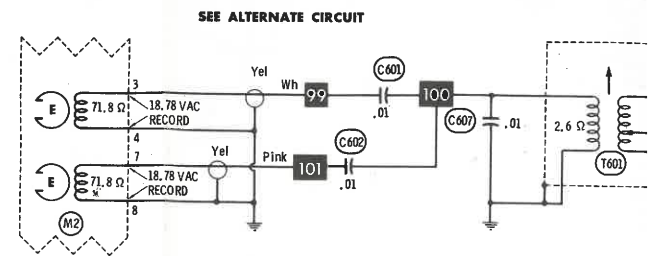 SEE ALTERNATE CIRCUIT
Yel
Wh
3
E
71.8 Ω
18.78 VAC
RECORD
4
99
C601
.01
100
C607
.01
2.6 Ω
T601
Yel
Pink
7
E
71.8 Ω
18.78 VAC
RECORD
8
101
C602
.01
M2